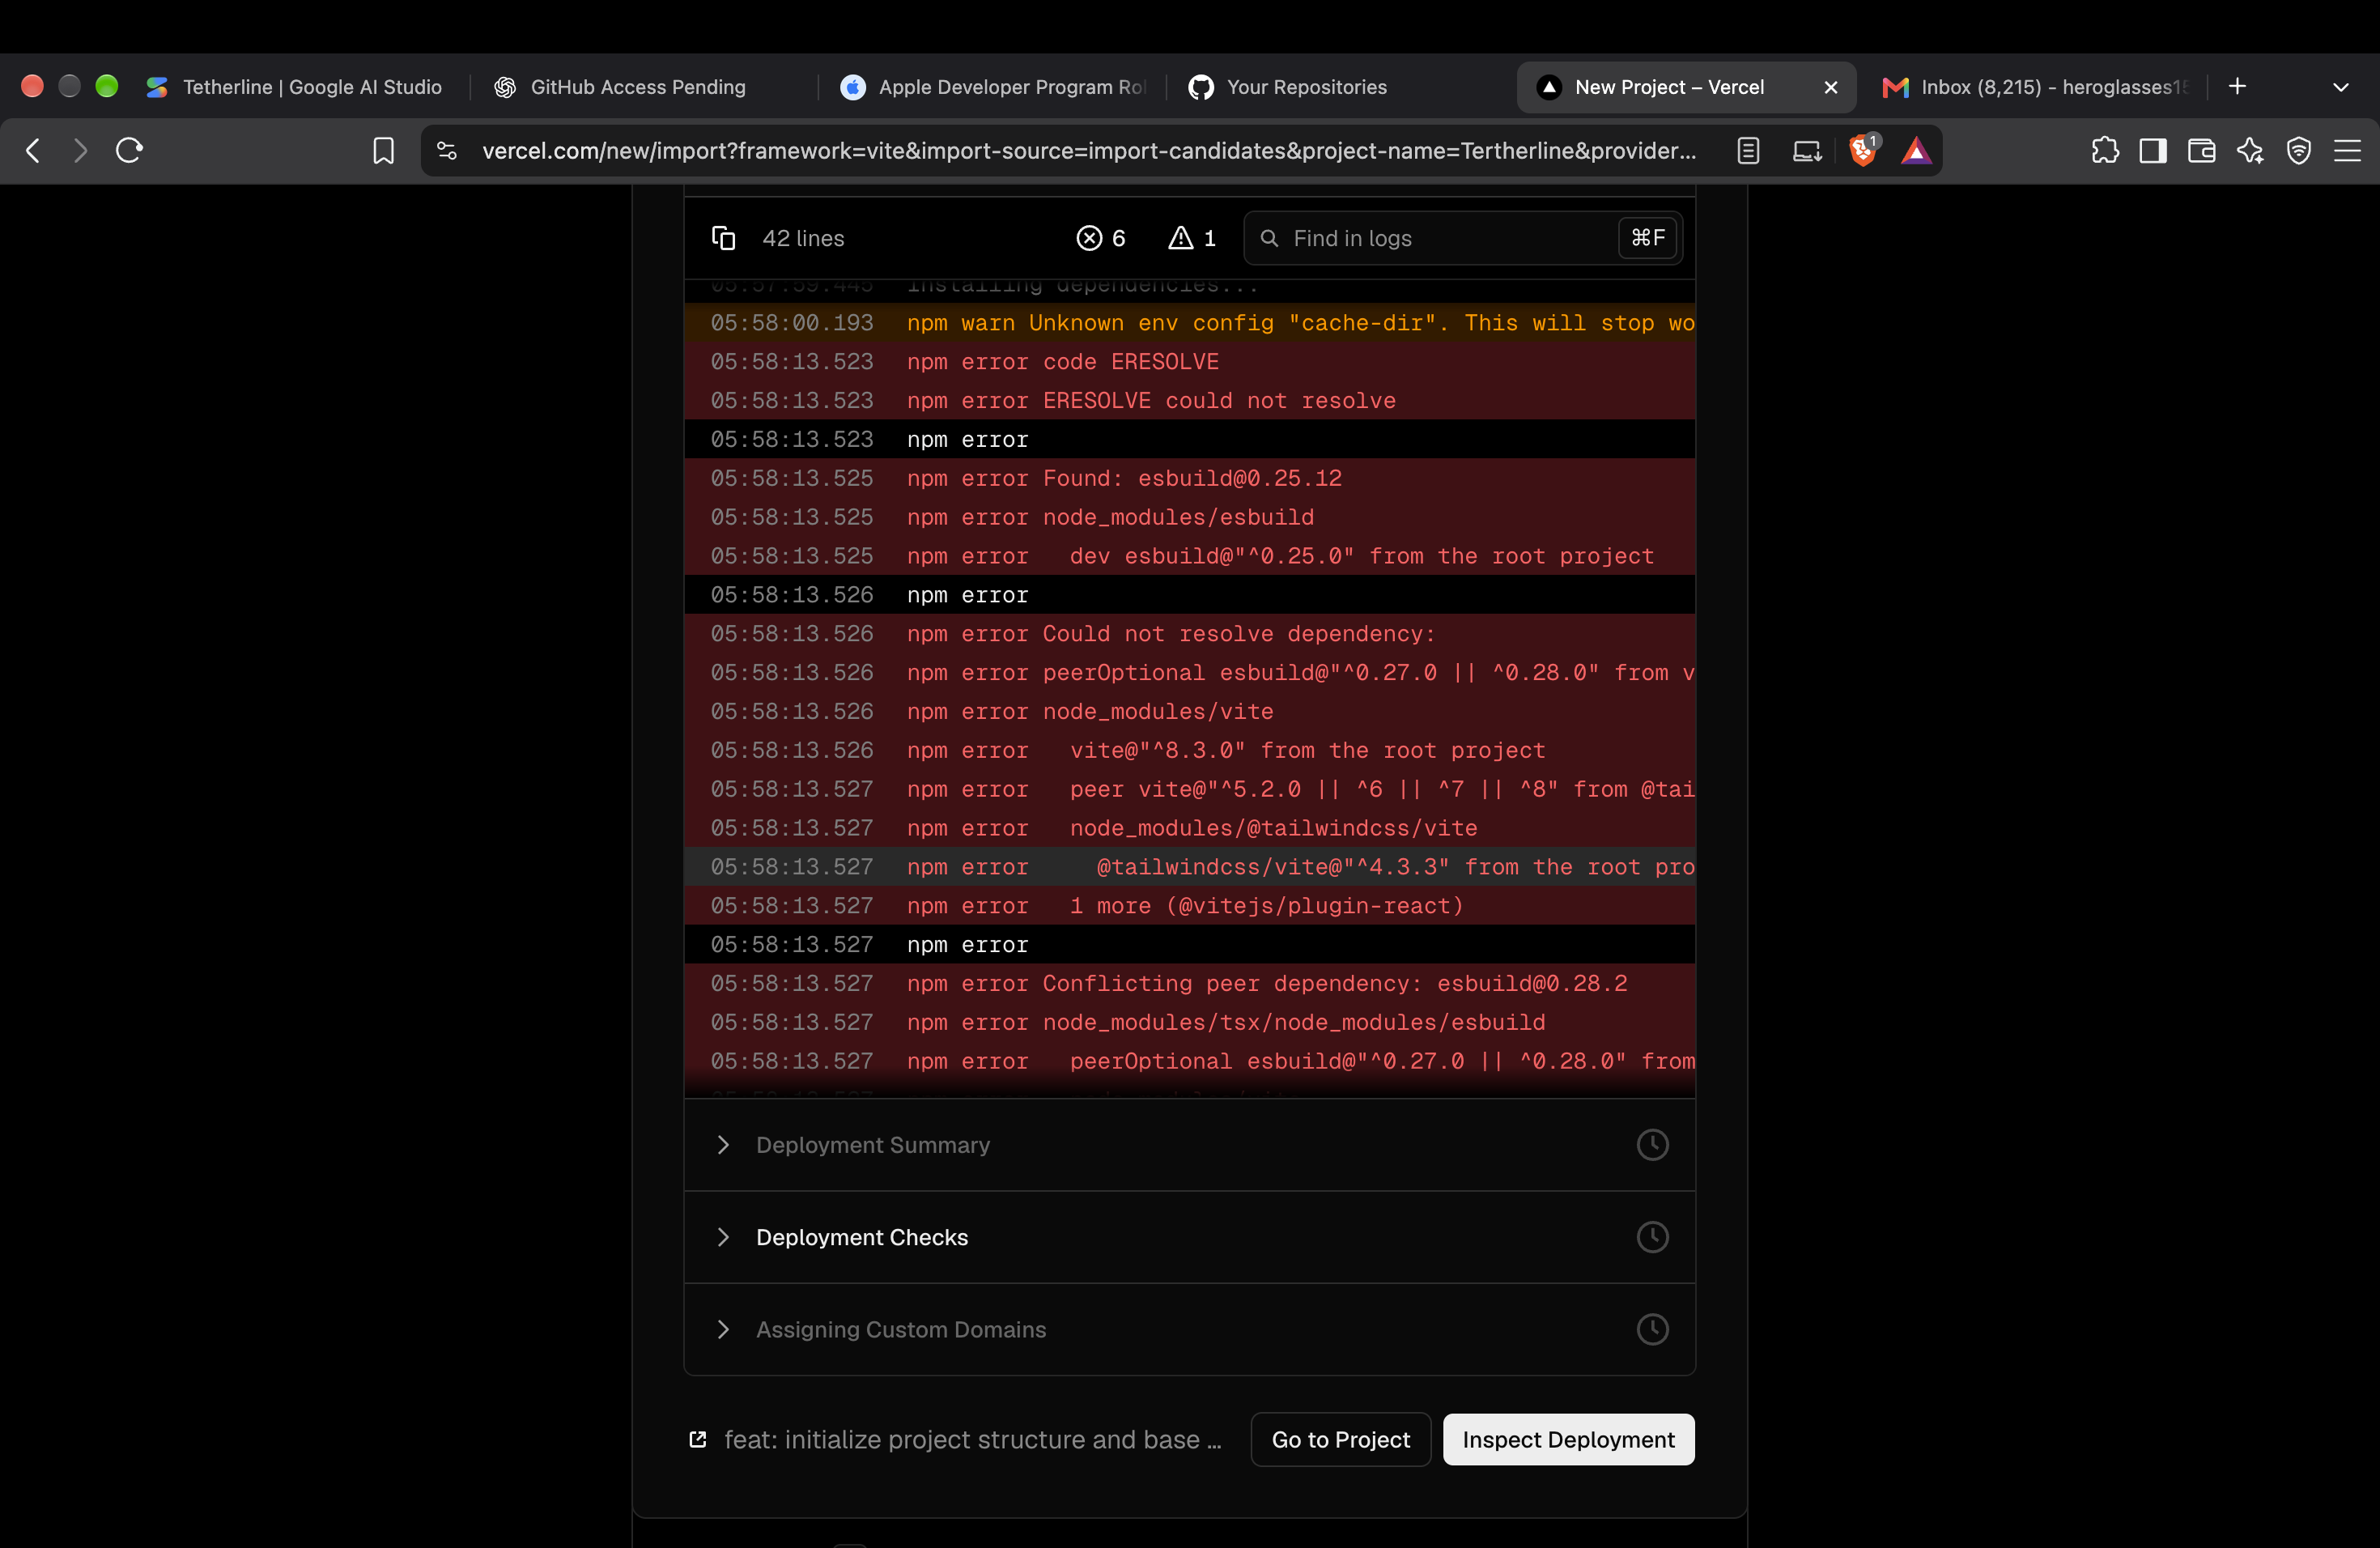 Tetherline | Google AI Studio
GitHub Access Pending
Apple Developer Program Rol
Your Repositories
New Project – Vercel
Inbox (8,215) - heroglasses15
vercel.com/new/import?framework=vite&import-source=import-candidates&project-name=Tertherline&provider...
1
42 lines
6
1
Find in logs
⌘F
05:57:59.445 Installing dependencies...
05:58:00.193 npm warn Unknown env config "cache-dir". This will stop wo
05:58:13.523 npm error code ERESOLVE
05:58:13.523 npm error ERESOLVE could not resolve
05:58:13.523 npm error
05:58:13.525 npm error Found: esbuild@0.25.12
05:58:13.525 npm error node_modules/esbuild
05:58:13.525 npm error   dev esbuild@"^0.25.0" from the root project
05:58:13.526 npm error
05:58:13.526 npm error Could not resolve dependency:
05:58:13.526 npm error peerOptional esbuild@"^0.27.0 || ^0.28.0" from v
05:58:13.526 npm error node_modules/vite
05:58:13.526 npm error   vite@"^8.3.0" from the root project
05:58:13.527 npm error   peer vite@"^5.2.0 || ^6 || ^7 || ^8" from @tai
05:58:13.527 npm error   node_modules/@tailwindcss/vite
05:58:13.527 npm error     @tailwindcss/vite@"^4.3.3" from the root pro
05:58:13.527 npm error   1 more (@vitejs/plugin-react)
05:58:13.527 npm error
05:58:13.527 npm error Conflicting peer dependency: esbuild@0.28.2
05:58:13.527 npm error node_modules/tsx/node_modules/esbuild
05:58:13.527 npm error   peerOptional esbuild@"^0.27.0 || ^0.28.0" from
Deployment Summary
Deployment Checks
Assigning Custom Domains
feat: initialize project structure and base ...
Go to Project
Inspect Deployment